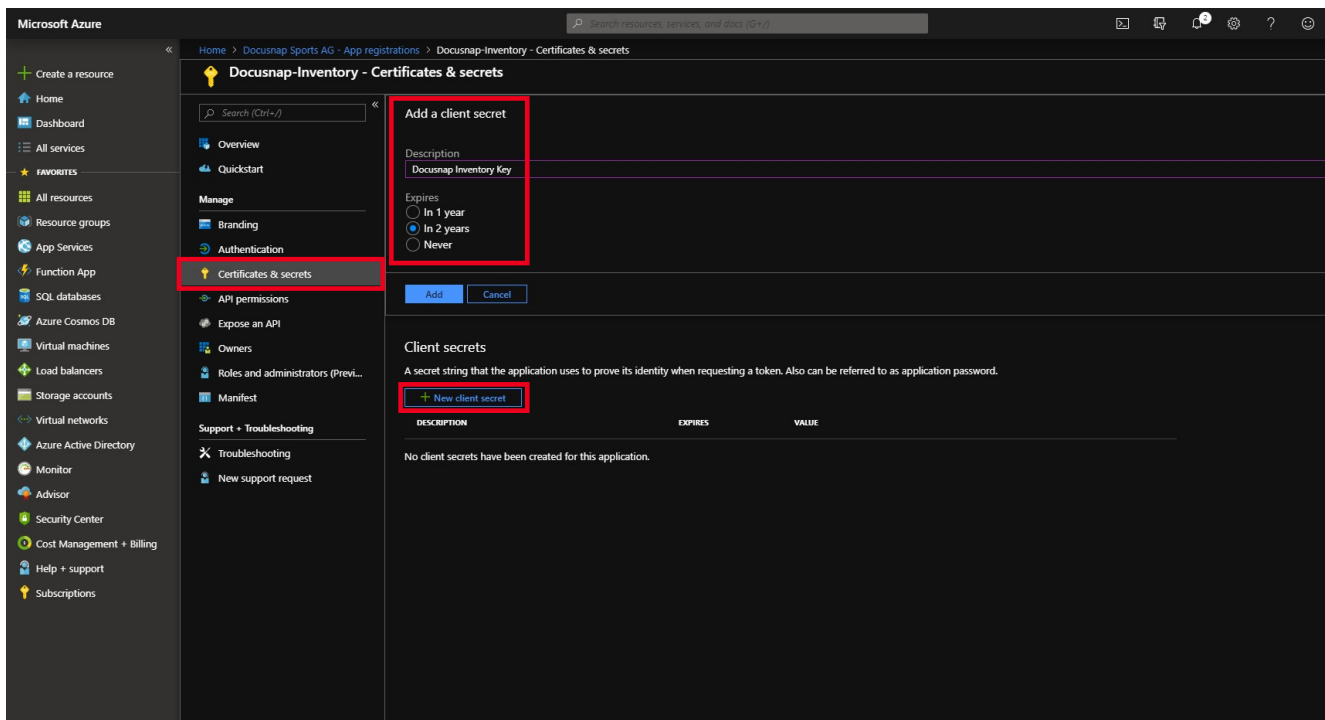 Microsoft Azure
Search resources, services, and docs (G+/)
2
Home > Docusnap Sports AG - App registrations > Docusnap-Inventory - Certificates & secrets
Docusnap-Inventory - Certificates & secrets
Create a resource
Home
Dashboard
All services
FAVORITES
All resources
Resource groups
App Services
Function App
SQL databases
Azure Cosmos DB
Virtual machines
Load balancers
Storage accounts
Virtual networks
Azure Active Directory
Monitor
Advisor
Security Center
Cost Management + Billing
Help + support
Subscriptions
Search (Ctrl+/)
Overview
Quickstart
Manage
Branding
Authentication
Certificates & secrets
API permissions
Expose an API
Owners
Roles and administrators (Previ...
Manifest
Support + Troubleshooting
Troubleshooting
New support request
Add a client secret
Description
Docusnap Inventory Key
Expires
In 1 year
In 2 years
Never
Add Cancel
Client secrets
A secret string that the application uses to prove its identity when requesting a token. Also can be referred to as application password.
New client secret
DESCRIPTION EXPIRES VALUE
No client secrets have been created for this application.